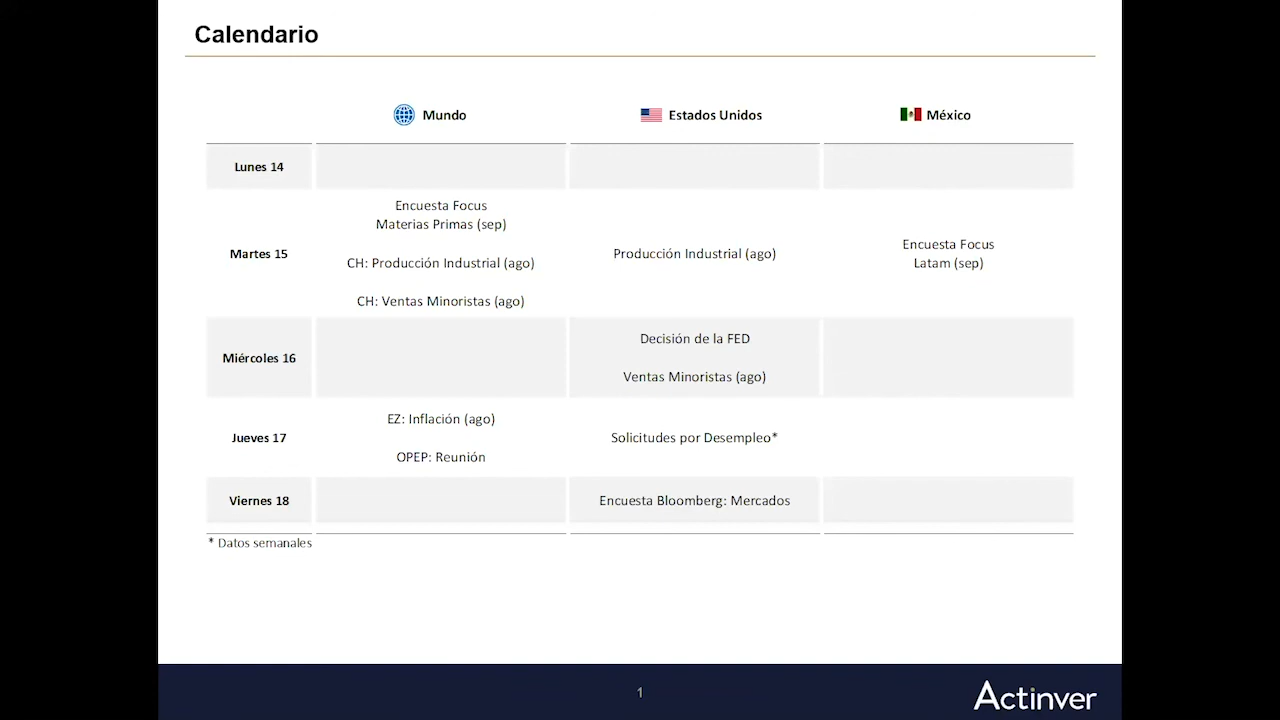 Calendario
Mundo
Estados Unidos
México
Lunes 14
Martes 15
Encuesta Focus
Materias Primas (sep)
CH: Producción Industrial (ago)
CH: Ventas Minoristas (ago)
Producción Industrial (ago)
Encuesta Focus
Latam (sep)
Miércoles 16
Decisión de la FED
Ventas Minoristas (ago)
Jueves 17
EZ: Inflación (ago)
OPEP: Reunión
Solicitudes por Desempleo*
Viernes 18
Encuesta Bloomberg: Mercados
* Datos semanales
1
Actinver